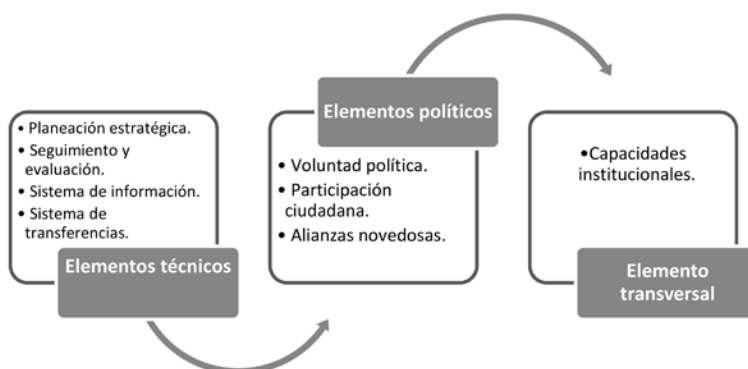 • Planeación estratégica.
• Seguimiento y
evaluación.
• Sistema de información.
• Sistema de
transferencias.
Elementos técnicos
Elementos políticos
• Voluntad política.
• Participación
ciudadana.
• Alianzas novedosas.
•Capacidades
institucionales.
Elemento
transversal